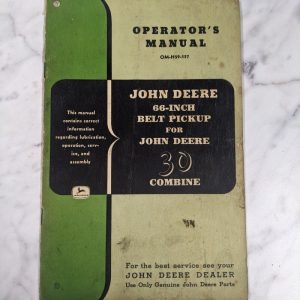 OPERATOR'S
MANUAL
OM-H59-157
JOHN DEERE
66-INCH
BELT PICKUP
FOR
JOHN DEERE
30
COMBINE
This manual
contains correct
information
regarding lubrication,
operation, serv-
ice, and
assembly
For the best service see your
JOHN DEERE DEALER
Use Only Genuine John Deere Parts